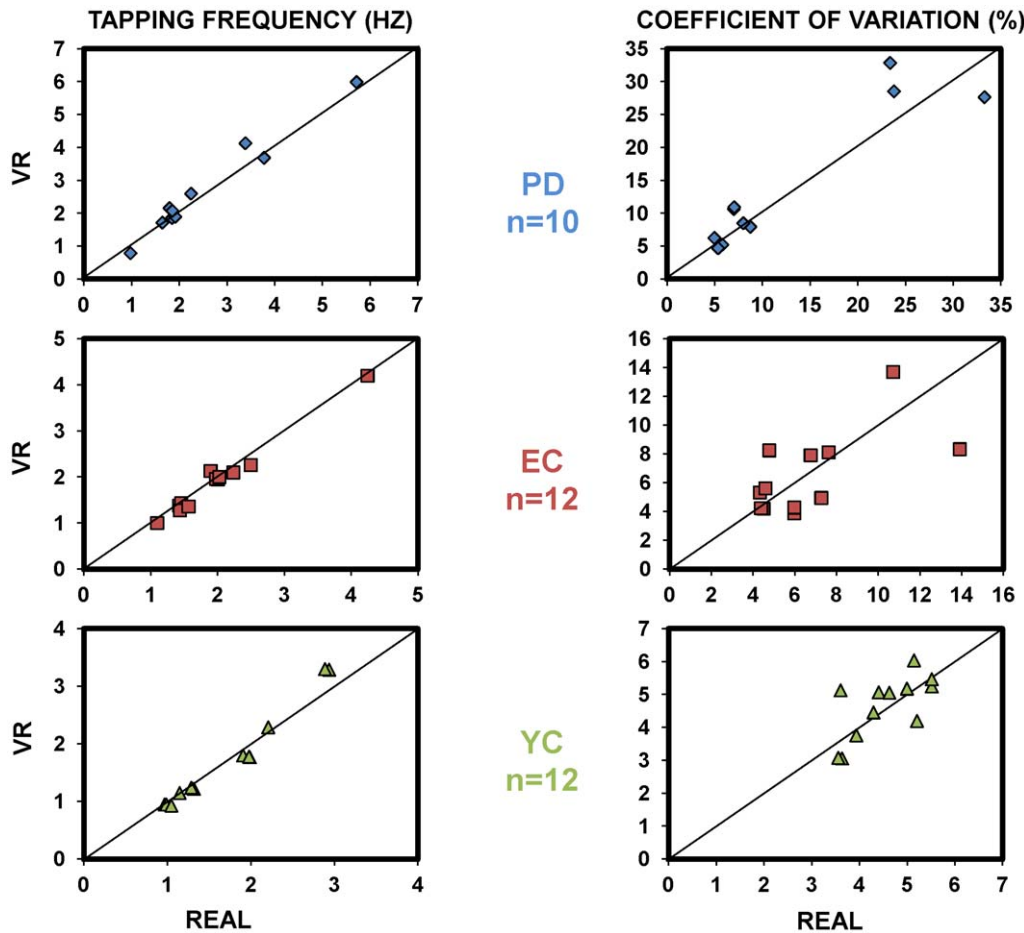 TAPPING FREQUENCY (HZ)
COEFFICIENT OF VARIATION (%)
7
6
5
4
3
2
1
0
VR
0 1 2 3 4 5 6 7
PD
n=10
35
30
25
20
15
10
5
0
0 5 10 15 20 25 30 35
5
4
3
2
1
0
VR
0 1 2 3 4 5
EC
n=12
16
14
12
10
8
6
4
2
0
0 2 4 6 8 10 12 14 16
4
3
2
1
0
VR
0 1 2 3 4
REAL
YC
n=12
7
6
5
4
3
2
1
0
0 1 2 3 4 5 6 7
REAL